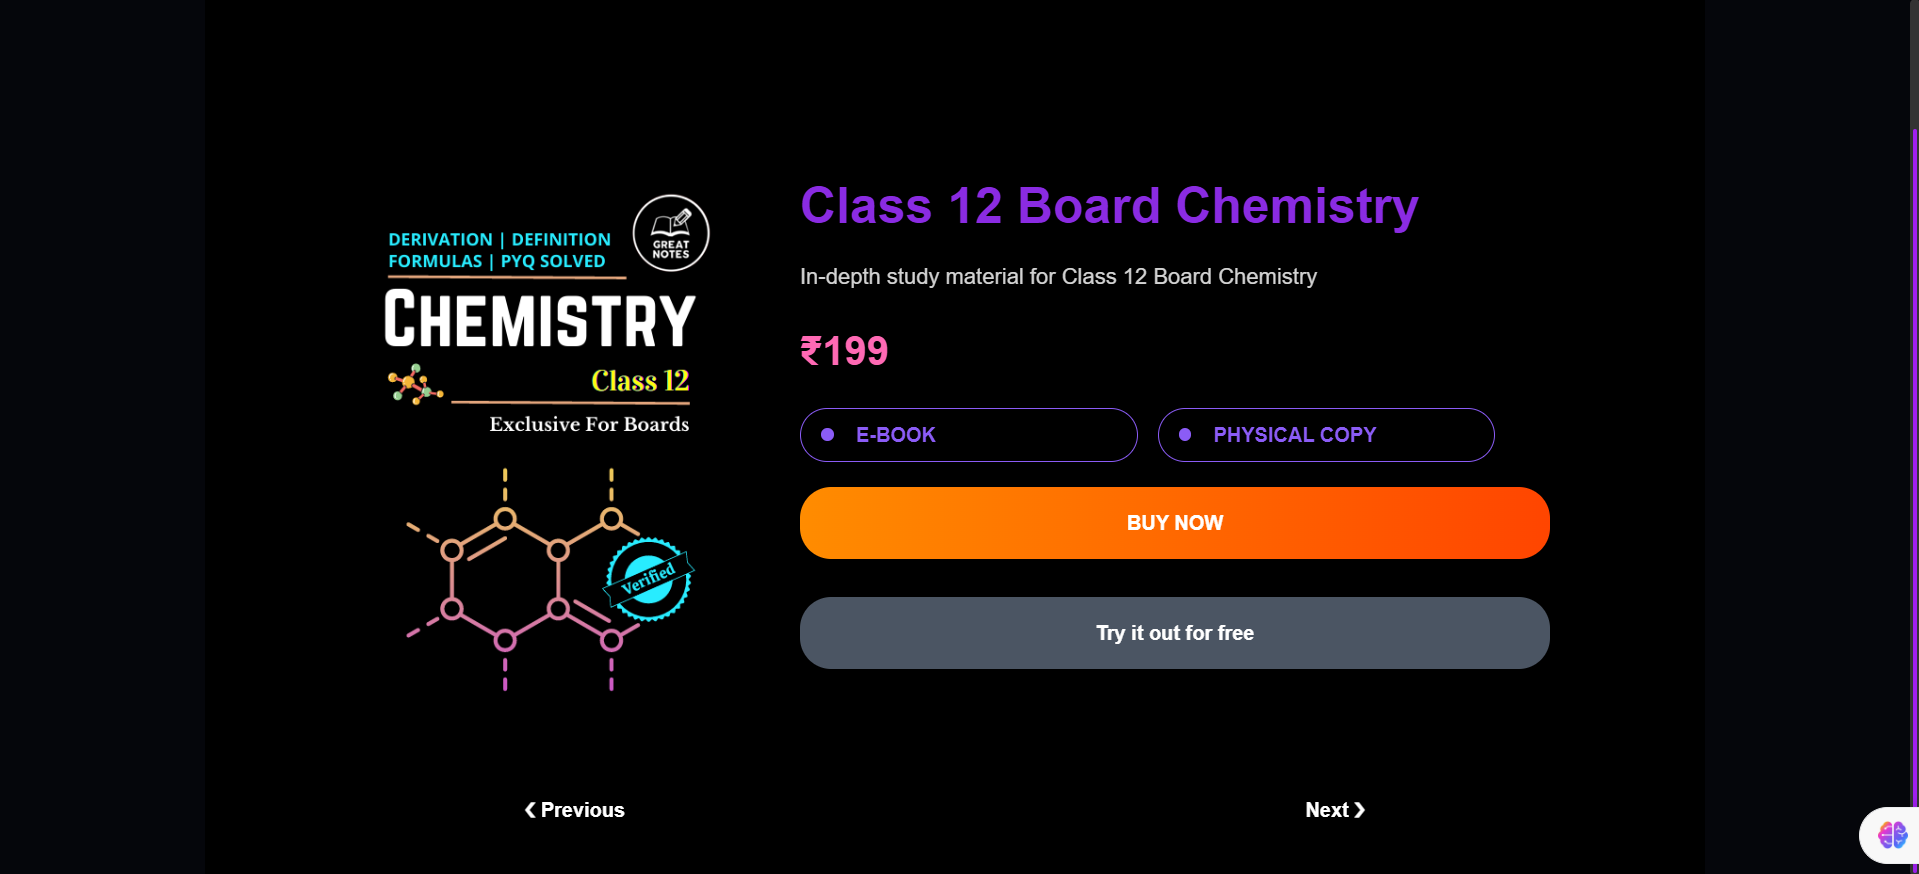 DERIVATION | DEFINITION
FORMULAS | PYQ SOLVED
GREAT
NOTES
CHEMISTRY
Class 12
Exclusive For Boards
Verified
Class 12 Board Chemistry
In-depth study material for Class 12 Board Chemistry
₹199
E-BOOK
PHYSICAL COPY
BUY NOW
Try it out for free
❮ Previous
Next ❯